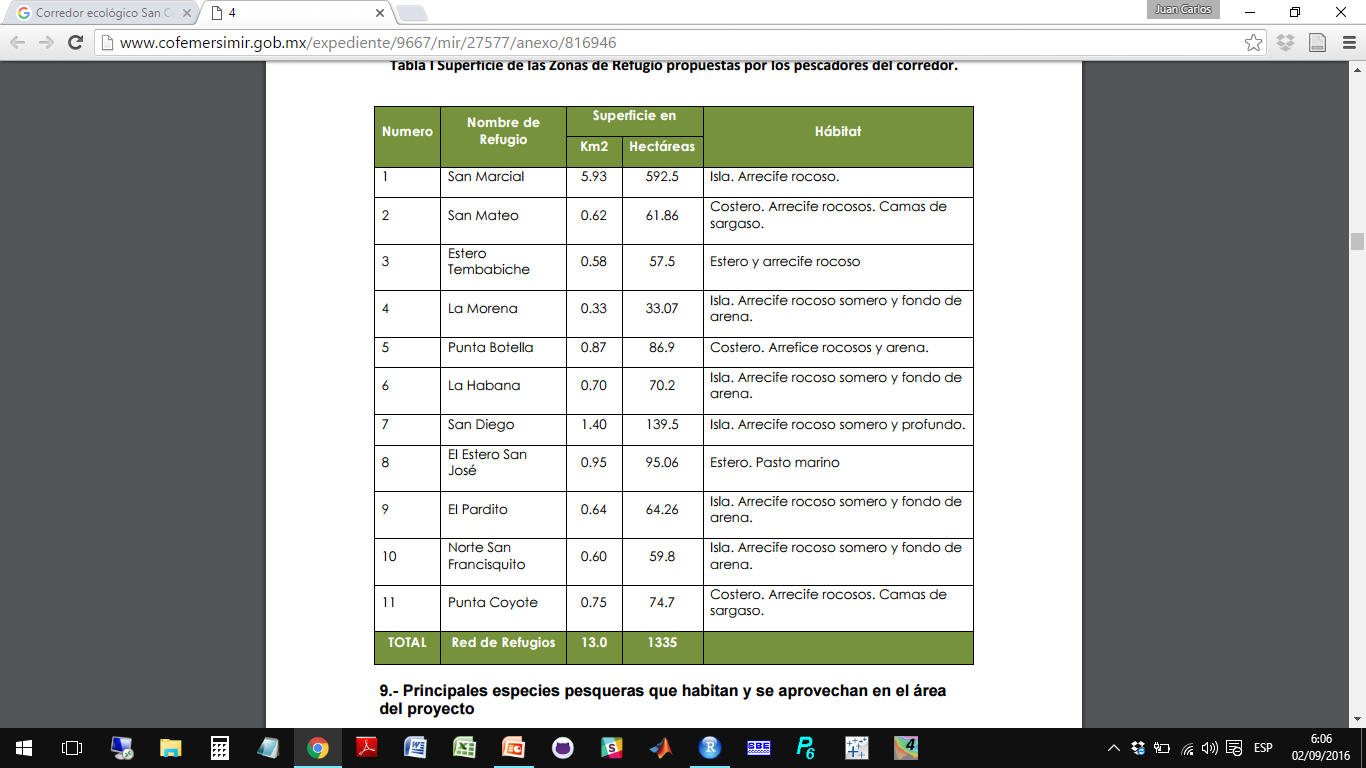 Juan Carlos
Corredor ecológico San C
4
www.cofemersimir.gob.mx/expediente/9667/mir/27577/anexo/816946
Tabla I Superficie de las Zonas de Refugio propuestas por los pescadores del corredor.
Numero Nombre de Refugio Superficie en Hábitat
Km2 Hectáreas
1 San Marcial 5.93 592.5 Isla. Arrecife rocoso.
2 San Mateo 0.62 61.86 Costero. Arrecife rocosos. Camas de
sargaso.
3 Estero
Tembabiche 0.58 57.5 Estero y arrecife rocoso
4 La Morena 0.33 33.07 Isla. Arrecife rocoso somero y fondo de
arena.
5 Punta Botella 0.87 86.9 Costero. Arrefice rocosos y arena.
6 La Habana 0.70 70.2 Isla. Arrecife rocoso somero y fondo de
arena.
7 San Diego 1.40 139.5 Isla. Arrecife rocoso somero y profundo.
8 El Estero San
José 0.95 95.06 Estero. Pasto marino
9 El Pardito 0.64 64.26 Isla. Arrecife rocoso somero y fondo de
arena.
10 Norte San
Francisquito 0.60 59.8 Isla. Arrecife rocoso somero y fondo de
arena.
11 Punta Coyote 0.75 74.7 Costero. Arrecife rocosos. Camas de
sargaso.
TOTAL Red de Refugios 13.0 1335
9.- Principales especies pesqueras que habitan y se aprovechan en el área
del proyecto
SBE P6 4 ESP
6:06
02/09/2016